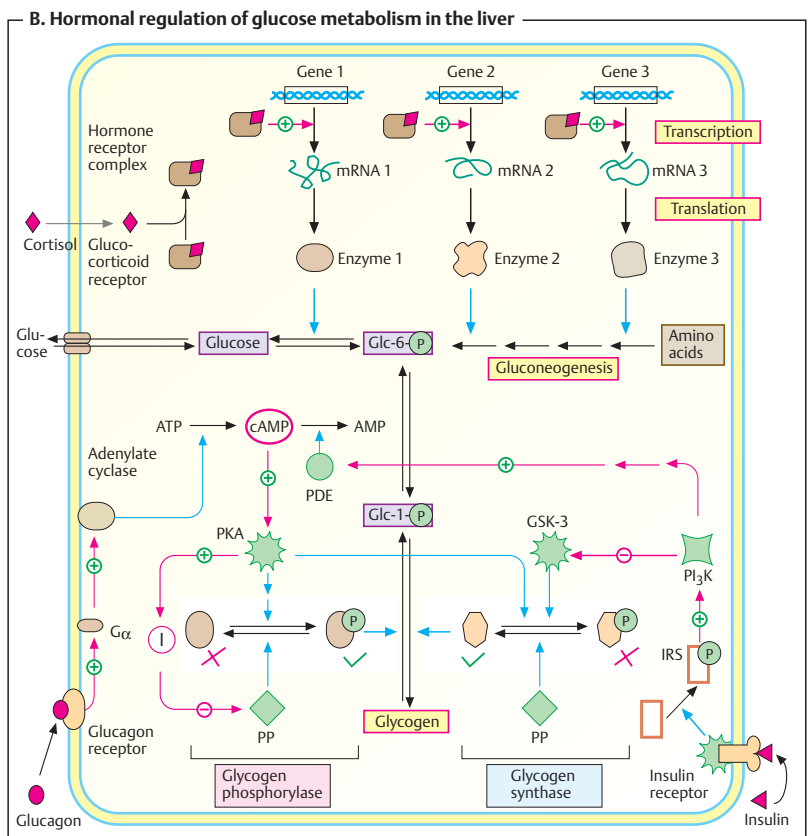 B. Hormonal regulation of glucose metabolism in the liver
Gene 1
Gene 2
Gene 3
+
+
+
Transcription
Hormone
receptor
complex
mRNA 1
mRNA 2
mRNA 3
Translation
Cortisol
Gluco-
corticoid
receptor
Enzyme 1
Enzyme 2
Enzyme 3
Glu-
cose
Glucose
Glc-6-P
Gluconeogenesis
Amino
acids
ATP
cAMP
AMP
Adenylate
cyclase
+
PDE
+
Glc-1-P
PKA
GSK-3
+
+
–
PI3K
Gα
+
I
P
P
+
IRS
P
–
Glucagon
receptor
PP
Glycogen
PP
Glycogen
phosphorylase
Glycogen
synthase
Insulin
receptor
Glucagon
Insulin